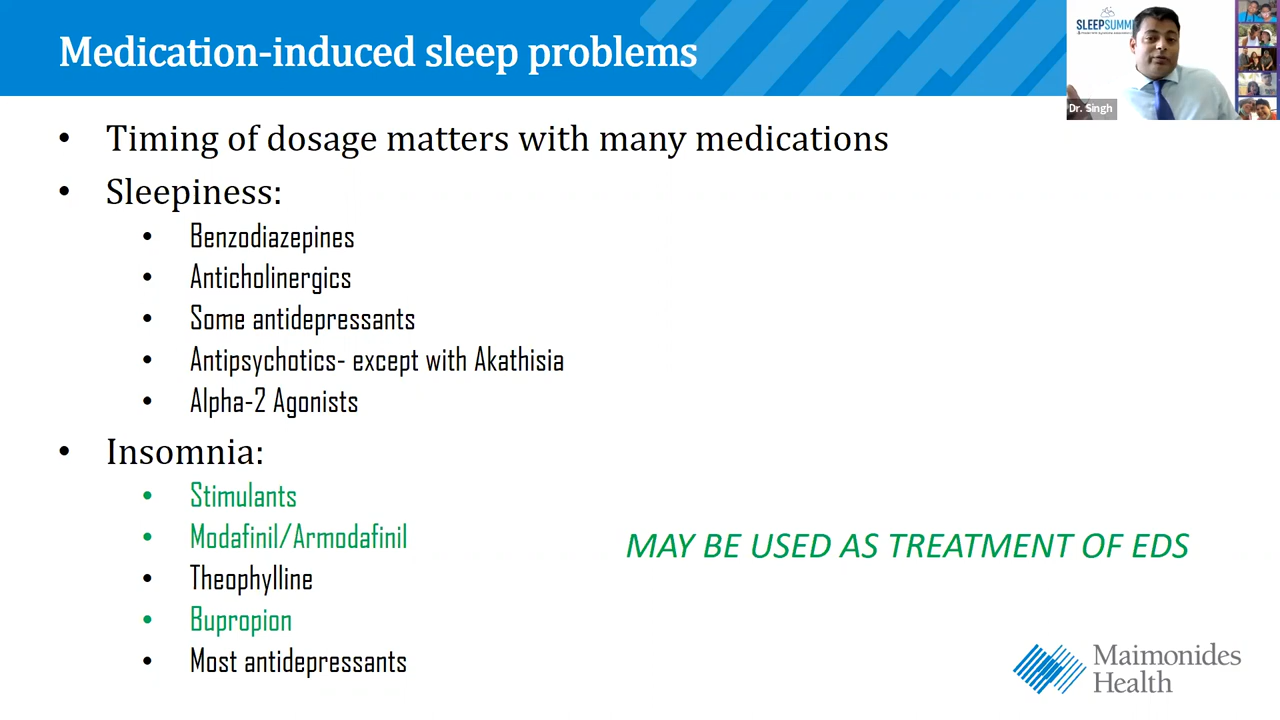 Medication-induced sleep problems
SLEEPSUMM
Dr. Singh
• Timing of dosage matters with many medications
• Sleepiness:
• Benzodiazepines
• Anticholinergics
• Some antidepressants
• Antipsychotics- except with Akathisia
• Alpha-2 Agonists
• Insomnia:
• Stimulants
• Modafinil/Armodafinil
• Theophylline
• Bupropion
• Most antidepressants
MAY BE USED AS TREATMENT OF EDS
Maimonides
Health